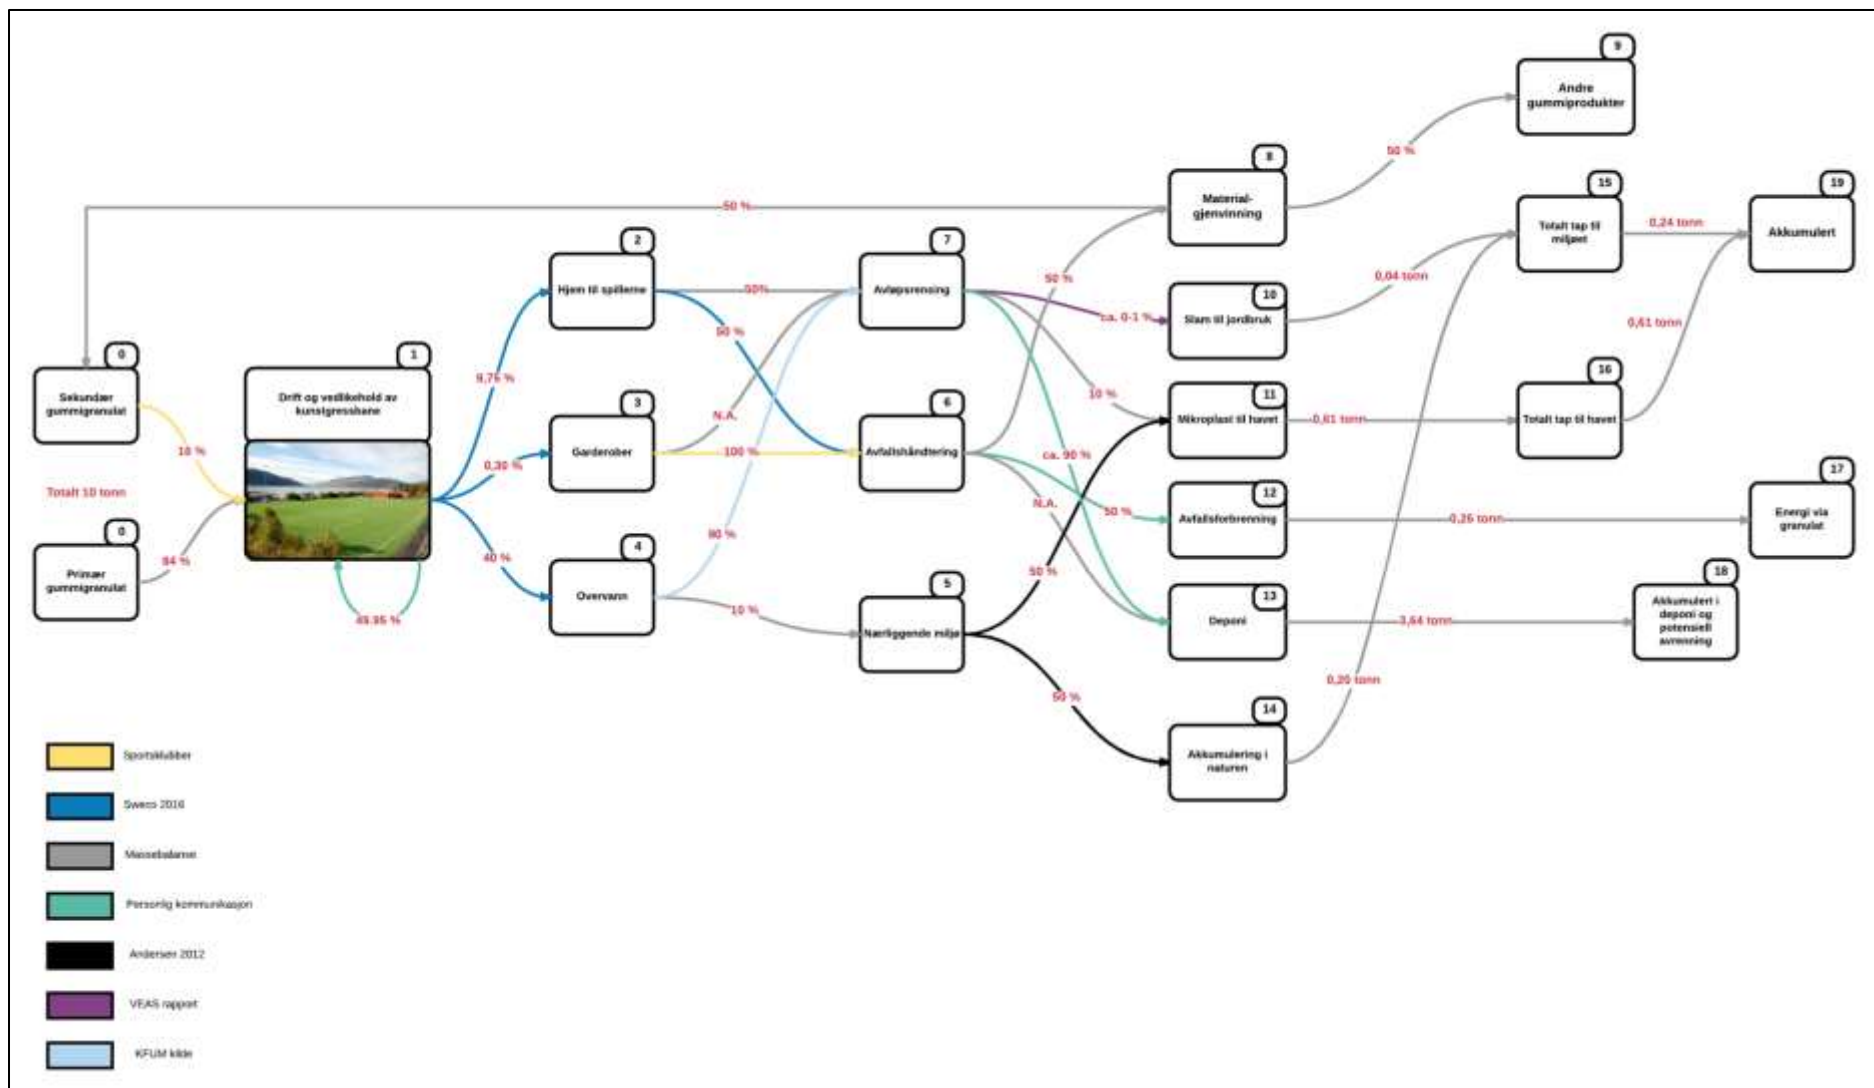 9
Andre
gummiprodukter
50 %
8
Material-
gjenvinning
50 %
15
Totalt tap til
miljøet
0,24 tonn
19
Akkumulert
2
Hjem til spillerne
50%
7
Avløpsrensing
50 %
0,04 tonn
10
Slam til jordbruk
ca. 0-1 %
50 %
0,61 tonn
0
Sekundær
gummigranulat
16 %
Totalt 10 tonn
0
Primær
gummigranulat
84 %
1
Drift og vedlikehold av
kunstgressbane
49.95 %
9,75 %
0,30 %
40 %
3
Garderober
N.A.
100 %
6
Avfallshåndtering
10 %
11
Mikroplast til havet
0,61 tonn
16
Totalt tap til havet
ca. 90 %
N.A.
50 %
12
Avfallsforbrenning
0,26 tonn
17
Energi via
granulat
4
Overvann
90 %
10 %
5
Nærliggende miljø
50 %
50 %
13
Deponi
3,64 tonn
18
Akkumulert i
deponi og
potensiell
avrenning
0,20 tonn
14
Akkumulering i
naturen
Sportsklubber
Sweco 2016
Massebalanse
Personlig kommunikasjon
Andersen 2012
VEAS rapport
KFUM kilde